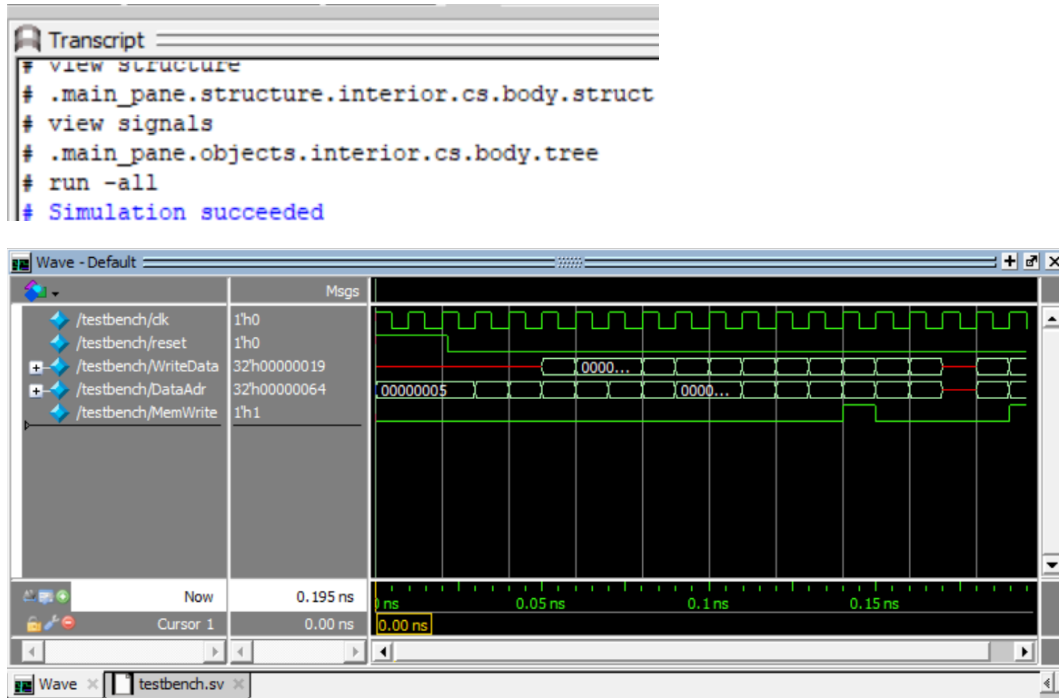 Transcript
# view structure
# .main_pane.structure.interior.cs.body.struct
# view signals
# .main_pane.objects.interior.cs.body.tree
# run -all
# Simulation succeeded
Wave - Default
Msgs
/testbench/clk 1'h0
/testbench/reset 1'h0
/testbench/WriteData 32'h00000019 0000...
/testbench/DataAdr 32'h00000064 00000005 0000...
/testbench/MemWrite 1'h1
Now 0.195 ns 0 ns 0.05 ns 0.1 ns 0.15 ns
Cursor 1 0.00 ns 0.00 ns
Wave testbench.sv